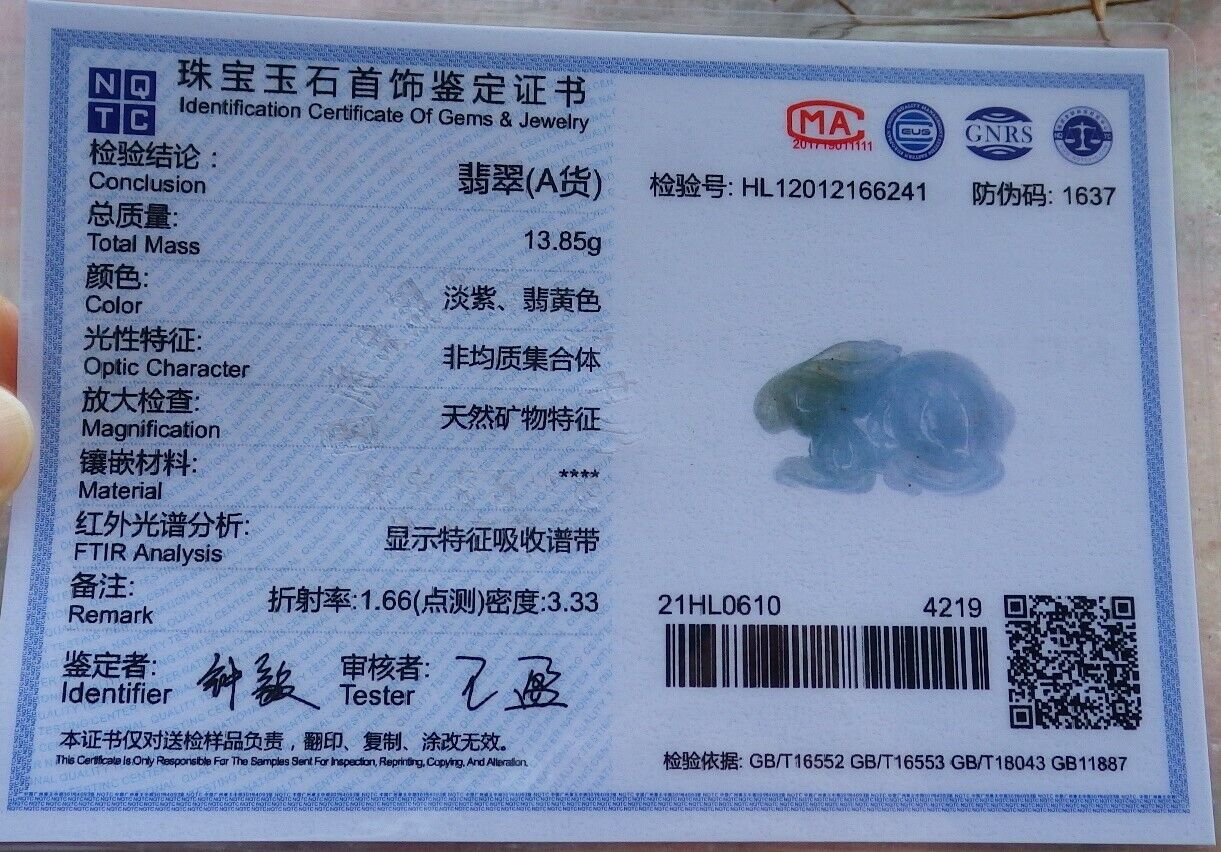 NQTC
珠宝玉石首饰鉴定证书
Identification Certificate Of Gems & Jewelry
检验结论：
Conclusion
翡翠(A货)
总质量:
Total Mass
13.85g
颜色:
Color
淡紫、翡黄色
光性特征:
Optic Character
非均质集合体
放大检查:
Magnification
天然矿物特征
镶嵌材料:
Material
****
红外光谱分析:
FTIR Analysis
显示特征吸收谱带
备注:
Remark
折射率:1.66(点测)密度:3.33
鉴定者:
Identifier
审核者:
Tester
本证书仅对送检样品负责，翻印、复制、涂改无效。
This Certificate Is Only Responsible For The Samples Sent For Inspection, Reprinting, Copying, And Alteration.
MA
EUS
GNRS
检验号: HL12012166241
防伪码: 1637
21HL0610
4219
检验依据: GB/T16552 GB/T16553 GB/T18043 GB11887